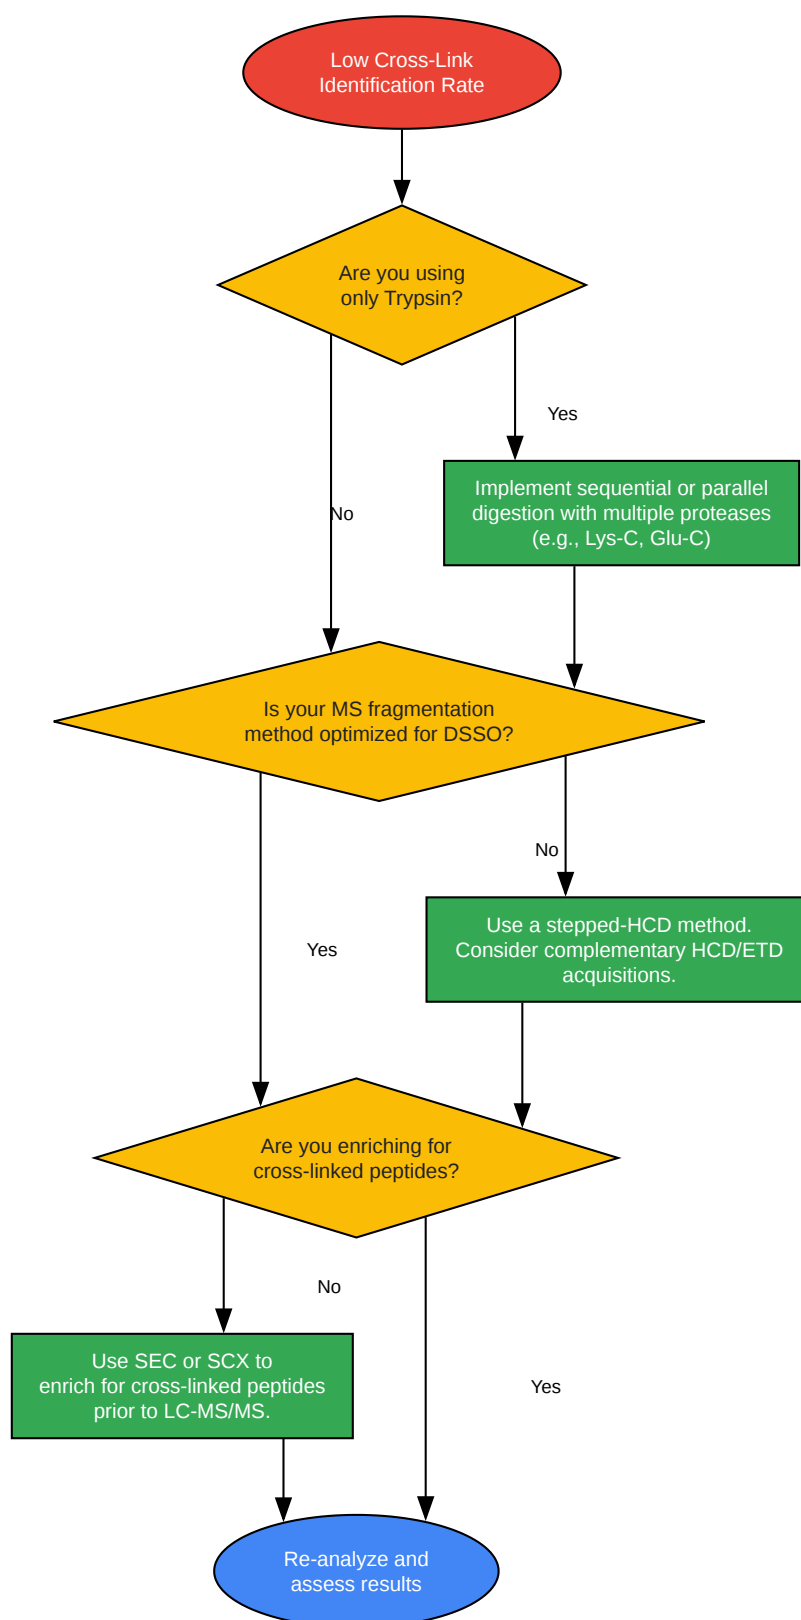 Low Cross-Link
Identification Rate
Are you using
only Trypsin?
Yes
Implement sequential or parallel
digestion with multiple proteases
(e.g., Lys-C, Glu-C)
No
Is your MS fragmentation
method optimized for DSSO?
No
Use a stepped-HCD method.
Consider complementary HCD/ETD
acquisitions.
Yes
Are you enriching for
cross-linked peptides?
No
Use SEC or SCX to
enrich for cross-linked peptides
prior to LC-MS/MS.
Yes
Re-analyze and
assess results